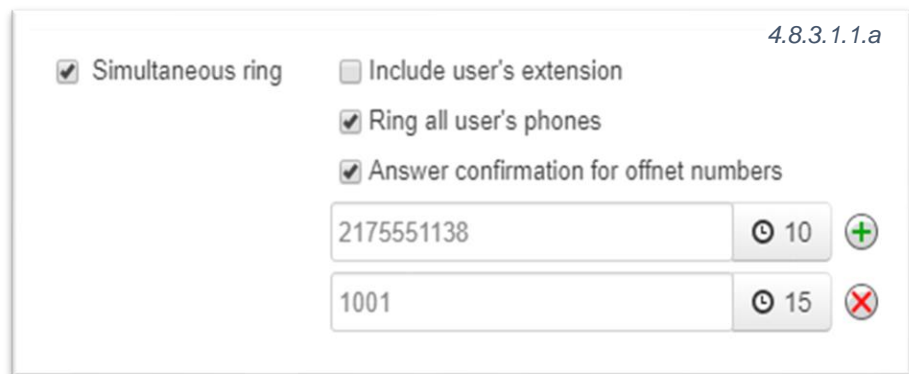 4.8.3.1.1.a
Simultaneous ring Include user's extension
Ring all user's phones
Answer confirmation for offnet numbers
2175551138 10
1001 15